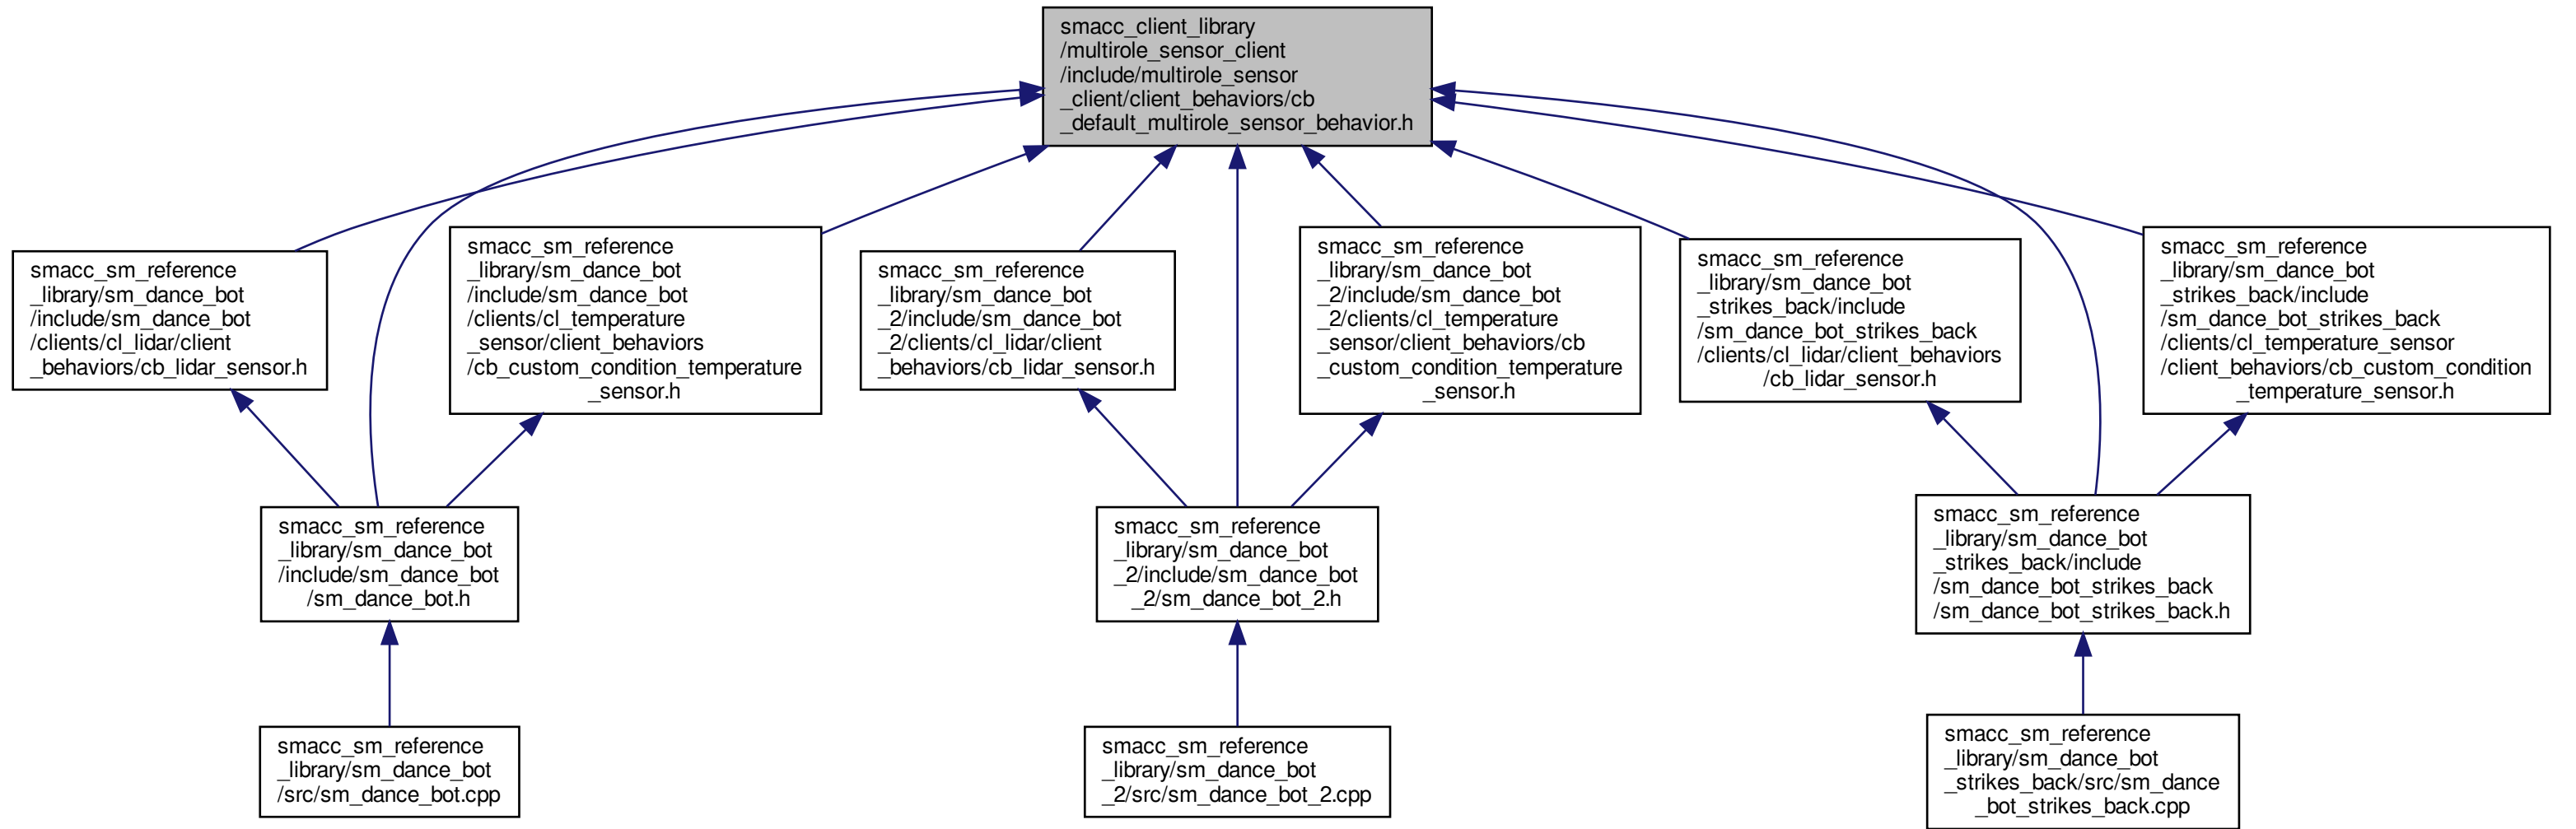 smacc_client_library
/multirole_sensor_client
/include/multirole_sensor
_client/client_behaviors/cb
_default_multirole_sensor_behavior.h
smacc_sm_reference
_library/sm_dance_bot
/include/sm_dance_bot
/clients/cl_lidar/client
_behaviors/cb_lidar_sensor.h
smacc_sm_reference
_library/sm_dance_bot
/include/sm_dance_bot
/clients/cl_temperature
_sensor/client_behaviors
/cb_custom_condition_temperature
_sensor.h
smacc_sm_reference
_library/sm_dance_bot
_2/include/sm_dance_bot
_2/clients/cl_lidar/client
_behaviors/cb_lidar_sensor.h
smacc_sm_reference
_library/sm_dance_bot
_2/include/sm_dance_bot
_2/clients/cl_temperature
_sensor/client_behaviors/cb
_custom_condition_temperature
_sensor.h
smacc_sm_reference
_library/sm_dance_bot
_strikes_back/include
/sm_dance_bot_strikes_back
/clients/cl_lidar/client_behaviors
/cb_lidar_sensor.h
smacc_sm_reference
_library/sm_dance_bot
_strikes_back/include
/sm_dance_bot_strikes_back
/clients/cl_temperature_sensor
/client_behaviors/cb_custom_condition
_temperature_sensor.h
smacc_sm_reference
_library/sm_dance_bot
/include/sm_dance_bot
/sm_dance_bot.h
smacc_sm_reference
_library/sm_dance_bot
_2/include/sm_dance_bot
_2/sm_dance_bot_2.h
smacc_sm_reference
_library/sm_dance_bot
_strikes_back/include
/sm_dance_bot_strikes_back
/sm_dance_bot_strikes_back.h
smacc_sm_reference
_library/sm_dance_bot
/src/sm_dance_bot.cpp
smacc_sm_reference
_library/sm_dance_bot
_2/src/sm_dance_bot_2.cpp
smacc_sm_reference
_library/sm_dance_bot
_strikes_back/src/sm_dance
_bot_strikes_back.cpp